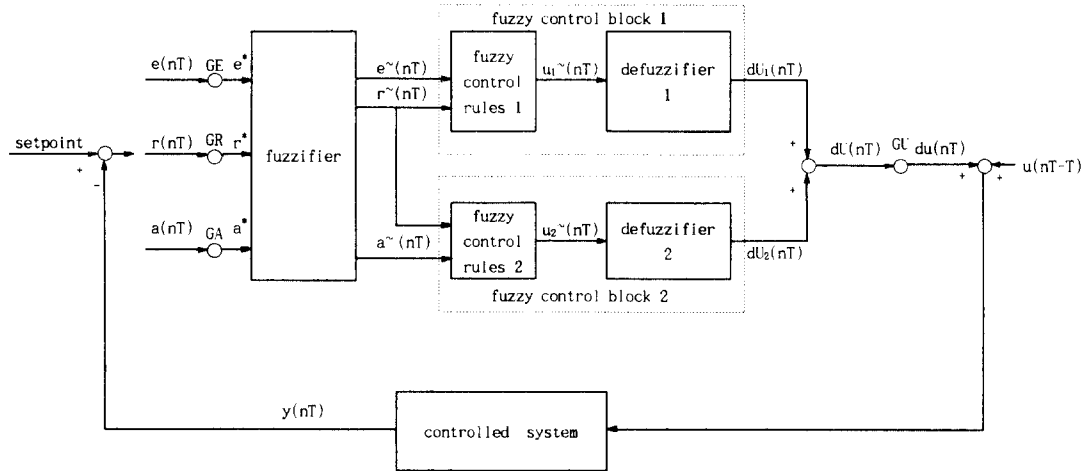 fuzzy control block 1
e(nT) GE e*
e~(nT)
fuzzy
control
rules 1
u₁~(nT)
defuzzifier
1
dU₁(nT)
r~(nT)
setpoint
+
-
r(nT) GR r*
fuzzifier
+
+
dU(nT) GU du(nT)
+
+
u(nT-T)
a(nT) GA a*
a~(nT)
fuzzy
control
rules 2
u₂~(nT)
defuzzifier
2
dU₂(nT)
fuzzy control block 2
y(nT)
controlled system